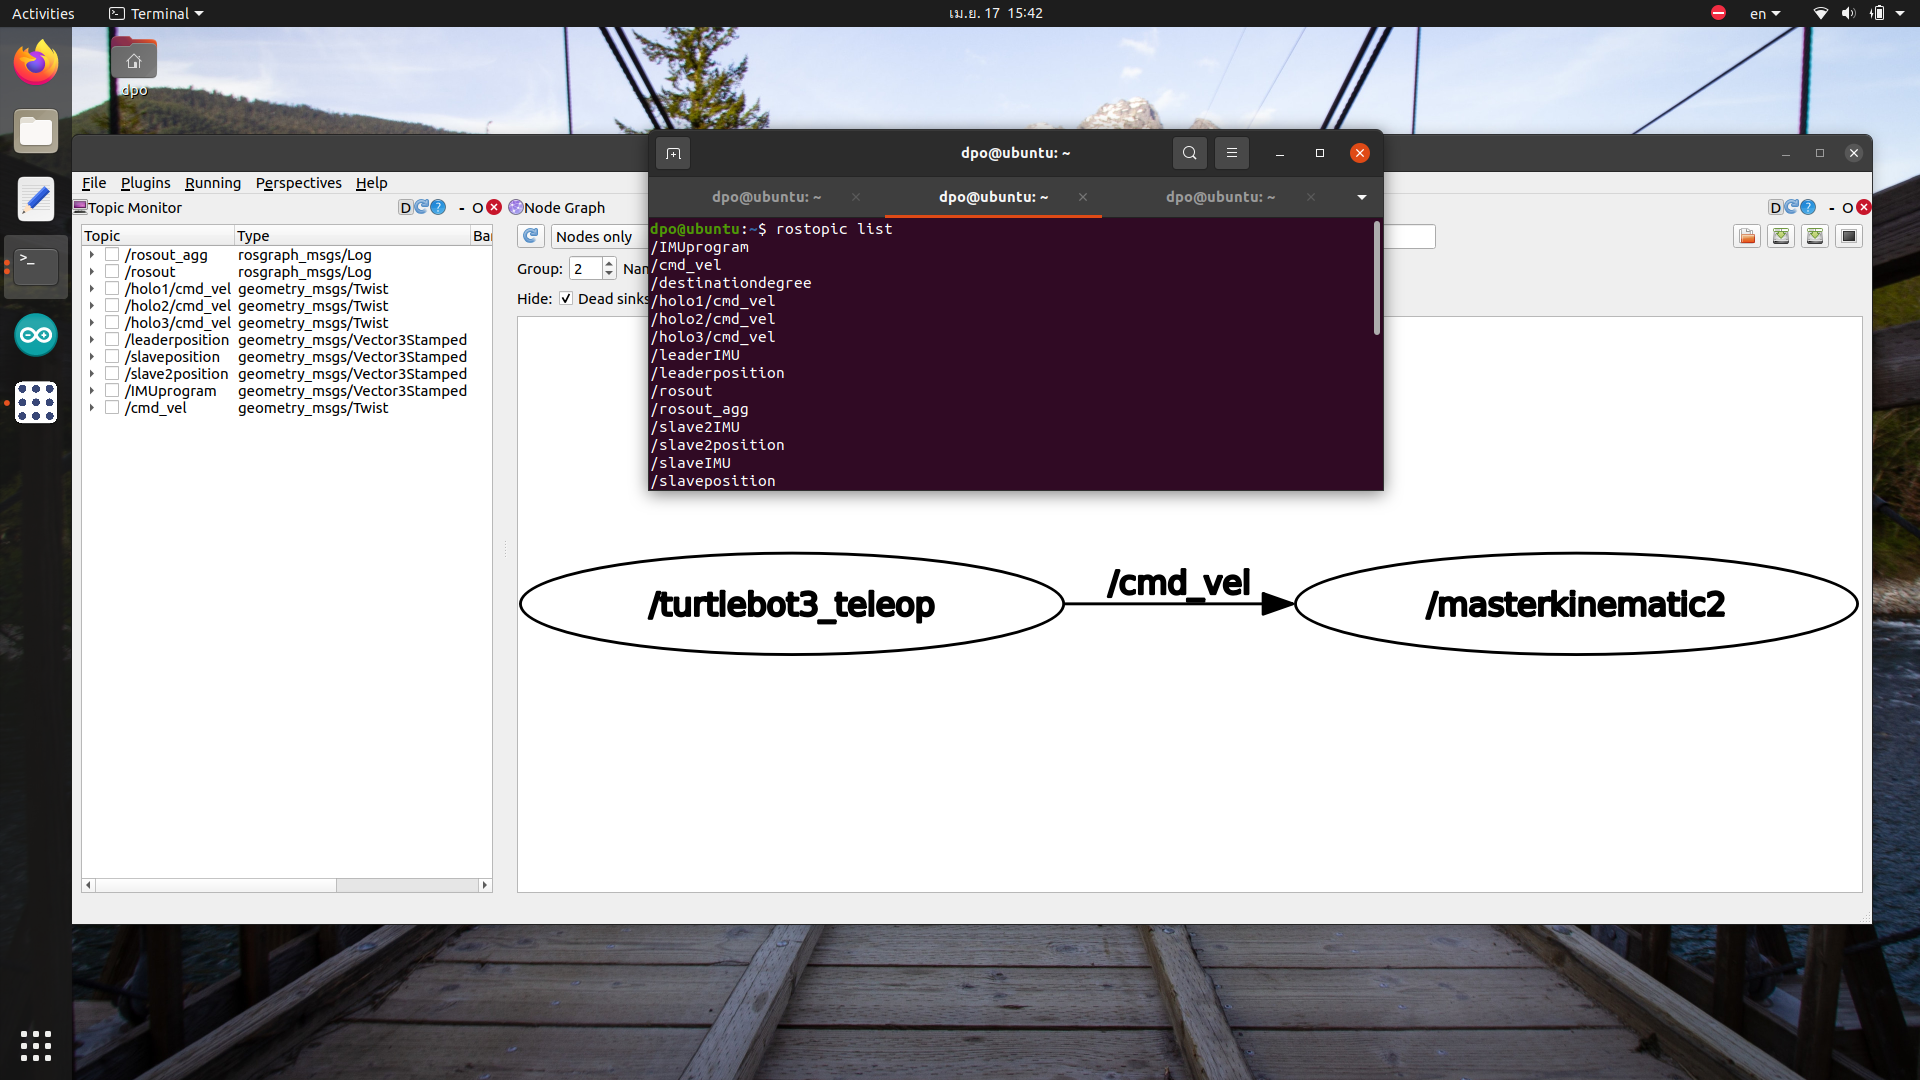 Activities
Terminal
เม.ย. 17 15:42
en
dpo
File Plugins Running Perspectives Help
Topic Monitor
D
- O
Topic Type Bar
/rosout_agg rosgraph_msgs/Log
/rosout rosgraph_msgs/Log
/holo1/cmd_vel geometry_msgs/Twist
/holo2/cmd_vel geometry_msgs/Twist
/holo3/cmd_vel geometry_msgs/Twist
/leaderposition geometry_msgs/Vector3Stamped
/slaveposition geometry_msgs/Vector3Stamped
/slave2position geometry_msgs/Vector3Stamped
/IMUprogram geometry_msgs/Vector3Stamped
/cmd_vel geometry_msgs/Twist
Node Graph
D
- O
Nodes only
Group: 2 Nam
Hide: Dead sinks
dpo@ubuntu: ~
dpo@ubuntu: ~
dpo@ubuntu: ~
dpo@ubuntu: ~
dpo@ubuntu:~$ rostopic list
/IMUprogram
/cmd_vel
/destinationdegree
/holo1/cmd_vel
/holo2/cmd_vel
/holo3/cmd_vel
/leaderIMU
/leaderposition
/rosout
/rosout_agg
/slave2IMU
/slave2position
/slaveIMU
/slaveposition
/turtlebot3_teleop
/cmd_vel
/masterkinematic2